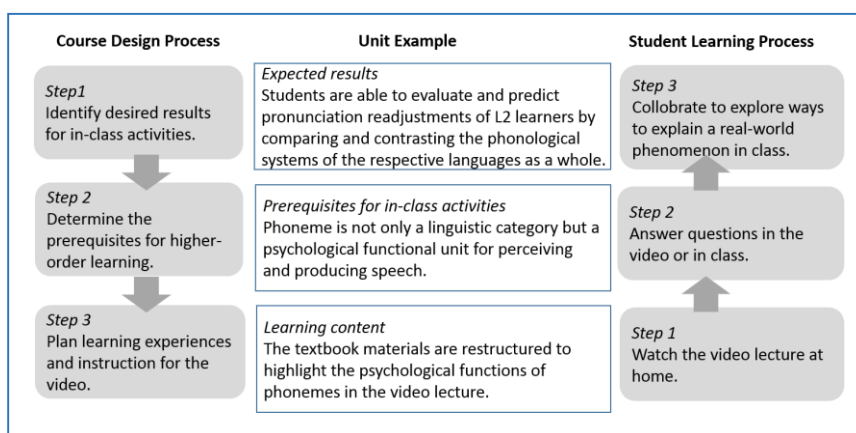 Course Design Process
Unit Example
Student Learning Process
Step1
Identify desired results
for in-class activities.
Step 2
Determine the
prerequisites for higher-
order learning.
Step 3
Plan learning experiences
and instruction for the
video.
Expected results
Students are able to evaluate and predict
pronunciation readjustments of L2 learners by
comparing and contrasting the phonological
systems of the respective languages as a whole.
Prerequisites for in-class activities
Phoneme is not only a linguistic category but a
psychological functional unit for perceiving
and producing speech.
Learning content
The textbook materials are restructured to
highlight the psychological functions of
phonemes in the video lecture.
Step 3
Collobrate to explore ways
to explain a real-world
phenomenon in class.
Step 2
Answer questions in the
video or in class.
Step 1
Watch the video lecture at
home.